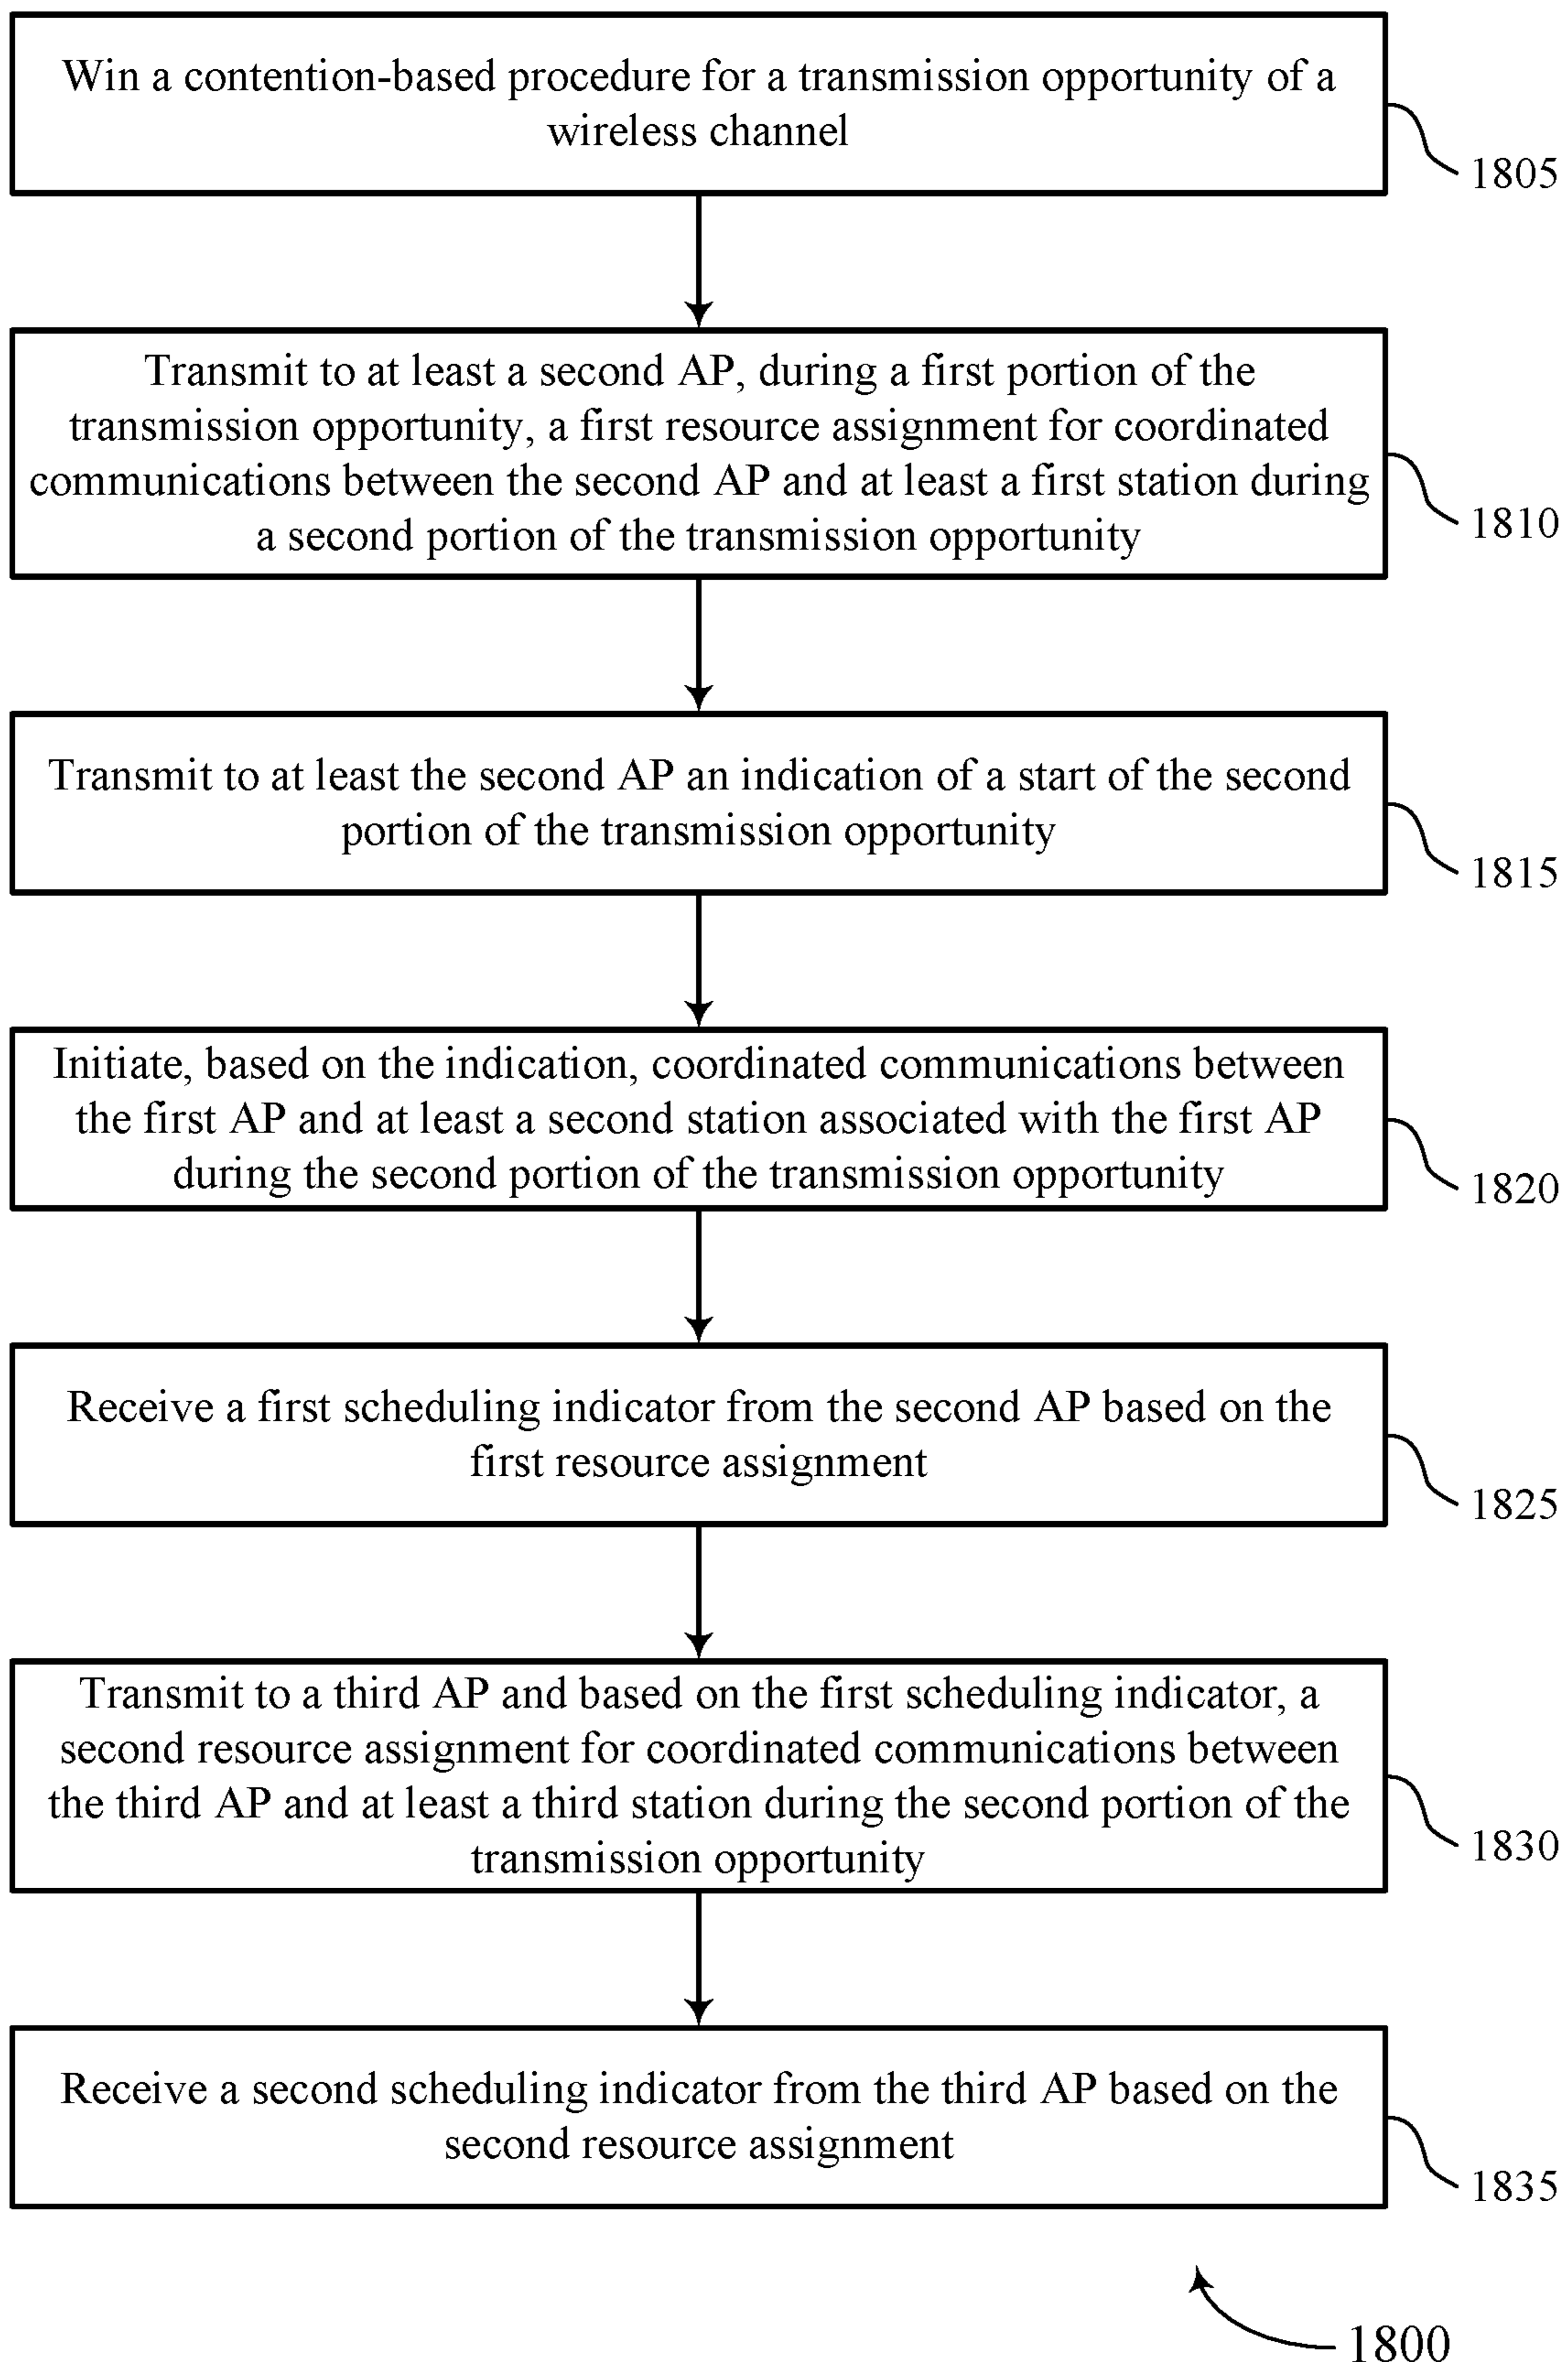 Win a contention-based procedure for a transmission opportunity of a
wireless channel
1805
Transmit to at least a second AP, during a first portion of the
transmission opportunity, a first resource assignment for coordinated
communications between the second AP and at least a first station during
a second portion of the transmission opportunity
1810
Transmit to at least the second AP an indication of a start of the second
portion of the transmission opportunity
1815
Initiate, based on the indication, coordinated communications between
the first AP and at least a second station associated with the first AP
during the second portion of the transmission opportunity
1820
Receive a first scheduling indicator from the second AP based on the
first resource assignment
1825
Transmit to a third AP and based on the first scheduling indicator, a
second resource assignment for coordinated communications between
the third AP and at least a third station during the second portion of the
transmission opportunity
1830
Receive a second scheduling indicator from the third AP based on the
second resource assignment
1835
1800